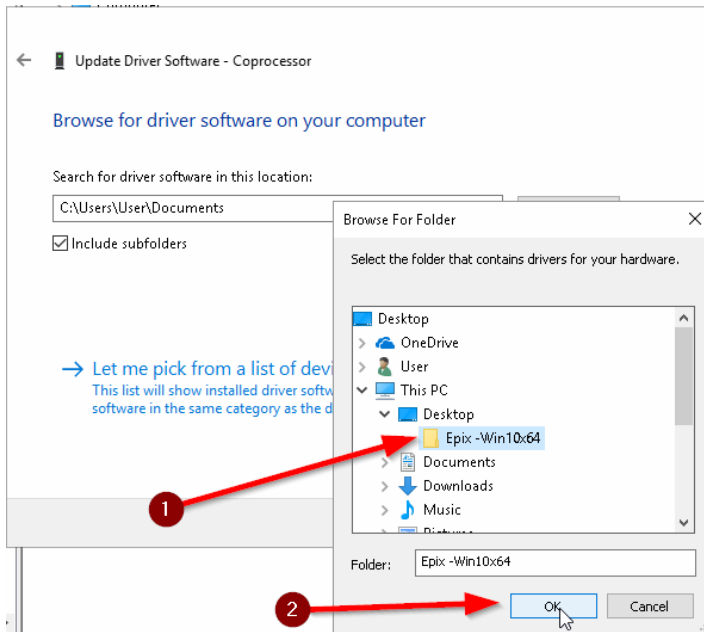 Update Driver Software - Coprocessor
Browse for driver software on your computer
Search for driver software in this location:
C:\Users\User\Documents
Include subfolders
Let me pick from a list of devi
This list will show installed driver softw
software in the same category as the d
Browse For Folder
Select the folder that contains drivers for your hardware.
Desktop
OneDrive
User
This PC
Desktop
Epix -Win10x64
Documents
Downloads
Music
Folder: Epix -Win10x64
OK Cancel
1
2